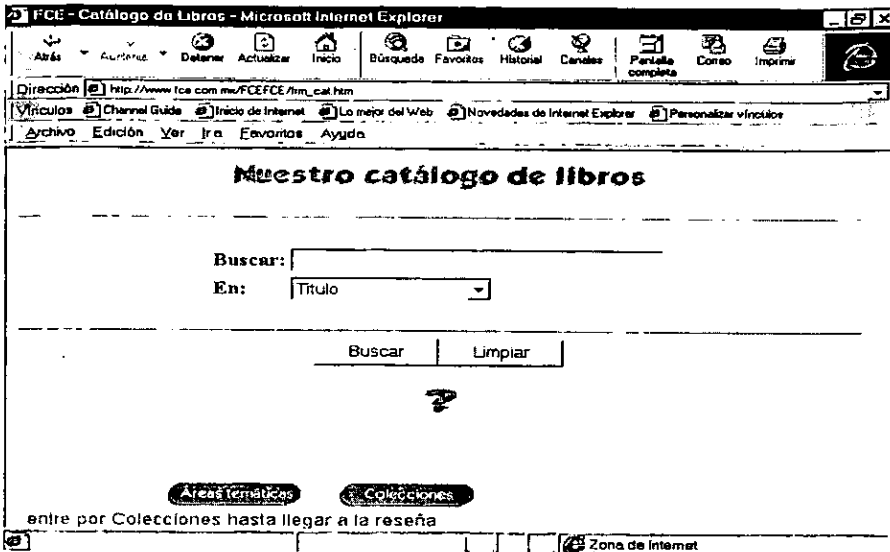 FCE - Catálogo de Libros - Microsoft Internet Explorer
Atrás Detener Actualizar Inicio Búsqueda Favoritos Historial Canales Pantalla completa Correo Imprimir
Dirección http://www.fce.com.mx/FCEFCE/frm_cat.htm
Vínculos Channel Guide Inicio de Internet Lo mejor del Web Novedades de Internet Explorer Personalizar vínculos
Archivo Edición Ver Ir a Favoritos Ayuda
Nuestro catálogo de libros
Buscar:
En: Título
Buscar Limpiar
?
Áreas temáticas Colecciones
entre por Colecciones hasta llegar a la reseña
Zona de Internet